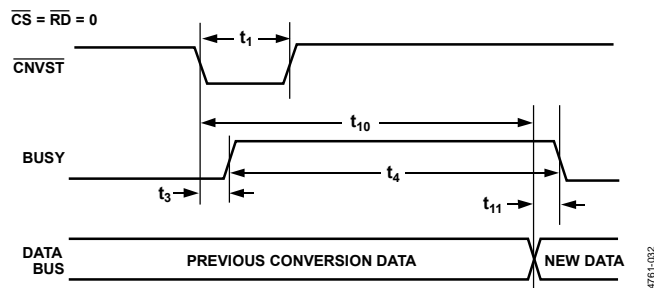 CS = RD = 0
t1
CNVST
t10
BUSY
t4
t3
t11
DATA
BUS
PREVIOUS CONVERSION DATA
NEW DATA
4761-032